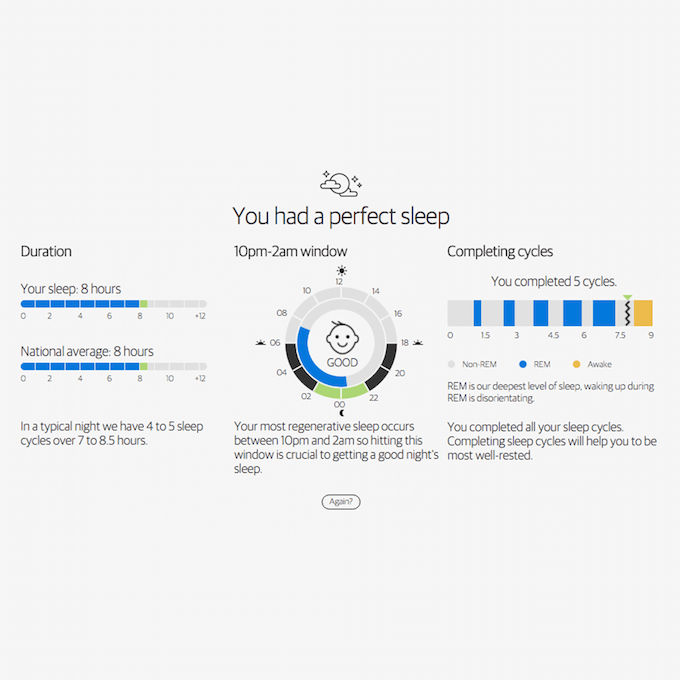 You had a perfect sleep
Duration
Your sleep: 8 hours
0 2 4 6 8 10 +12
National average: 8 hours
0 2 4 6 8 10 +12
In a typical night we have 4 to 5 sleep
cycles over 7 to 8.5 hours.
10pm-2am window
12
10 14
08 16
06 18
04 20
02 22
00
GOOD
Your most regenerative sleep occurs
between 10pm and 2am so hitting this
window is crucial to getting a good night's
sleep.
Completing cycles
You completed 5 cycles.
0 1.5 3 4.5 6 7.5 9
Non-REM REM Awake
REM is our deepest level of sleep, waking up during
REM is disorientating.
You completed all your sleep cycles.
Completing sleep cycles will help you to be
most well-rested.
Again?